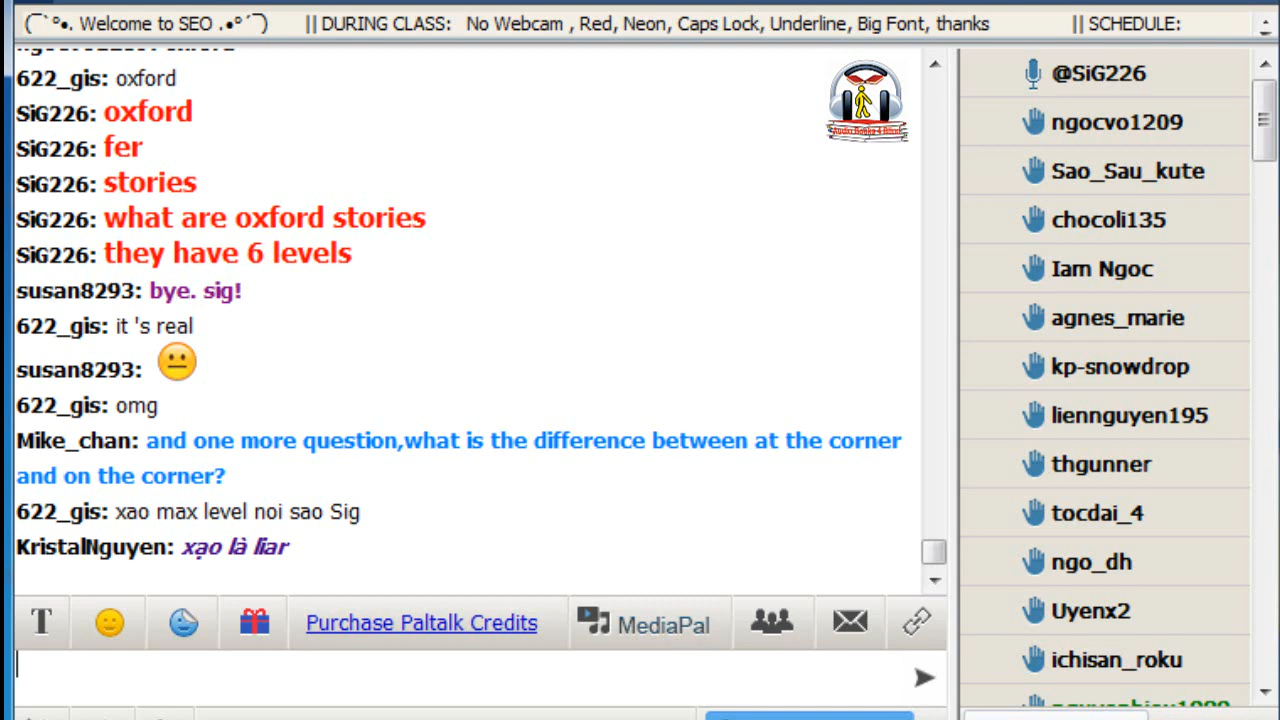 (¯`°•. Welcome to SEO .•°´¯) || DURING CLASS: No Webcam , Red, Neon, Caps Lock, Underline, Big Font, thanks || SCHEDULE:
622_gis: oxford
SiG226: oxford
SiG226: fer
SiG226: stories
SiG226: what are oxford stories
SiG226: they have 6 levels
susan8293: bye. sig!
622_gis: it 's real
susan8293:
622_gis: omg
Mike_chan: and one more question,what is the difference between at the corner
and on the corner?
622_gis: xao max level noi sao Sig
KristalNguyen: xạo là liar
T
Purchase Paltalk Credits
MediaPal
@SiG226
ngocvo1209
Sao_Sau_kute
chocoli135
Iam Ngoc
agnes_marie
kp-snowdrop
liennguyen195
thgunner
tocdai_4
ngo_dh
Uyenx2
ichisan_roku